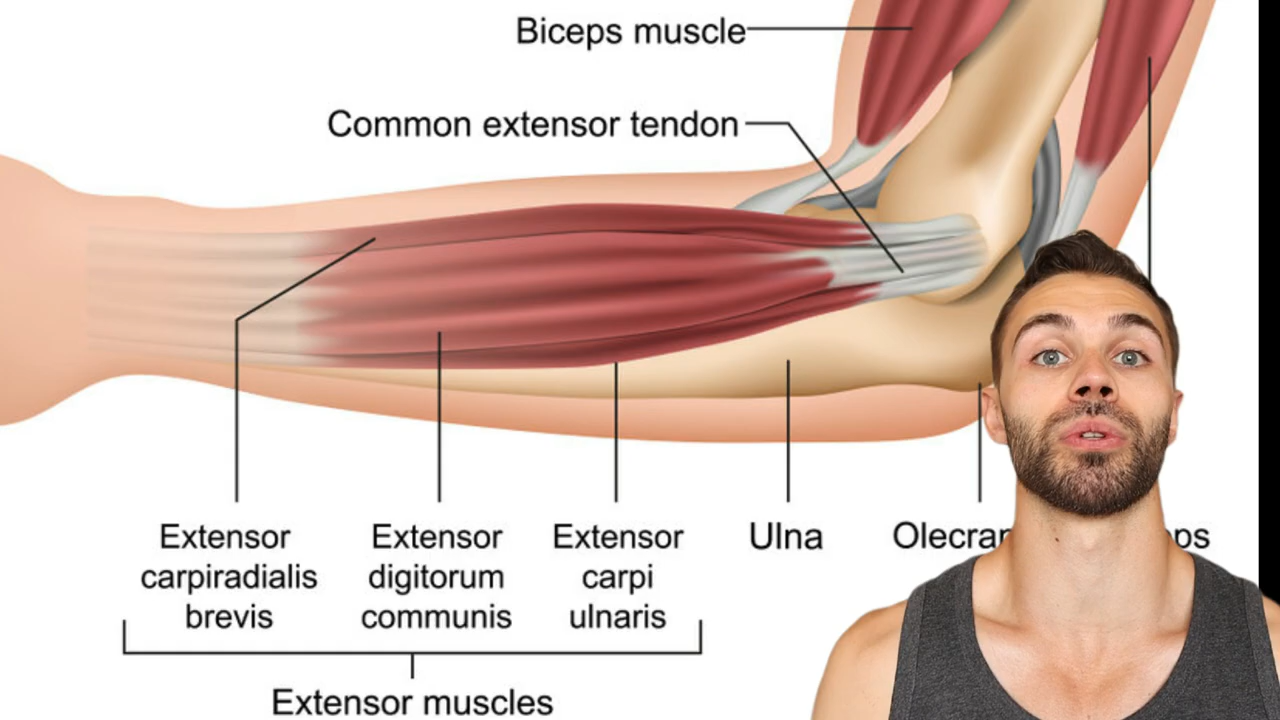 Biceps muscle
Common extensor tendon
Extensor
carpiradialis
brevis
Extensor
digitorum
communis
Extensor
carpi
ulnaris
Ulna
Extensor muscles